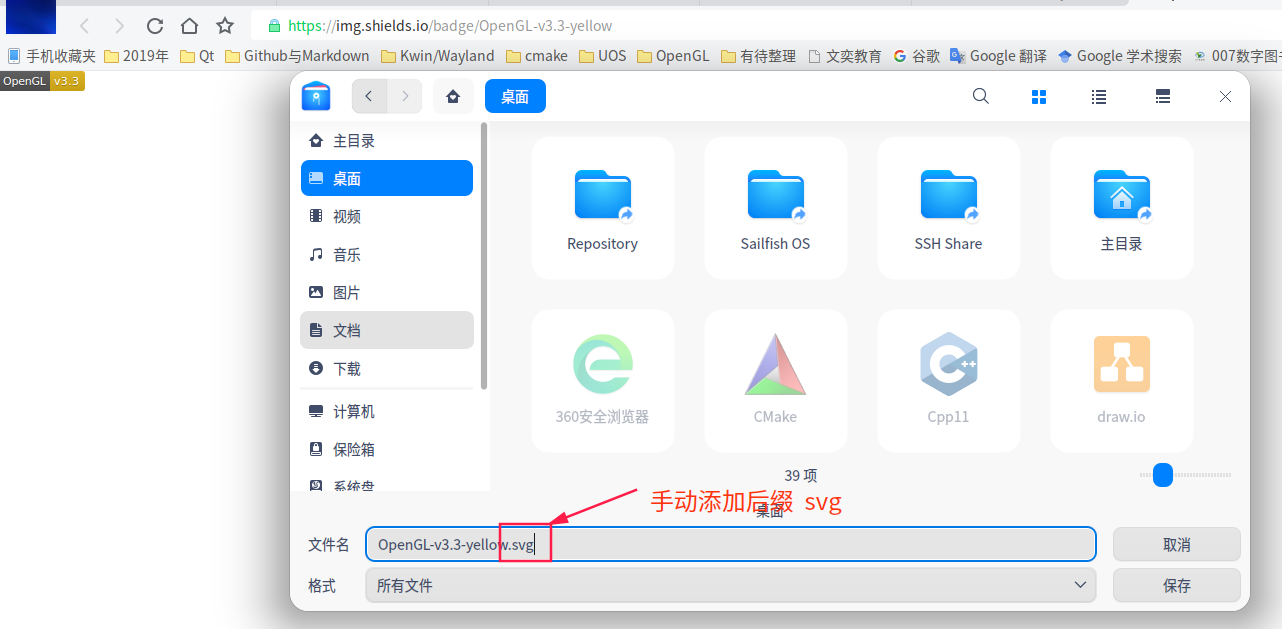 https://img.shields.io/badge/OpenGL-v3.3-yellow
手机收藏夹 2019年 Qt Github与Markdown Kwin/Wayland cmake UOS OpenGL 有待整理 文奕教育 谷歌 Google 翻译 Google 学术搜索 007数字图书
OpenGL v3.3
桌面
主目录
桌面
视频
音乐
图片
文档
下载
计算机
保险箱
系统盘
Repository Sailfish OS SSH Share 主目录
360安全浏览器 CMake Cpp11 draw.io
39 项
手动添加后缀 svg
桌面
文件名 OpenGL-v3.3-yellow.svg 取消
格式 所有文件 保存